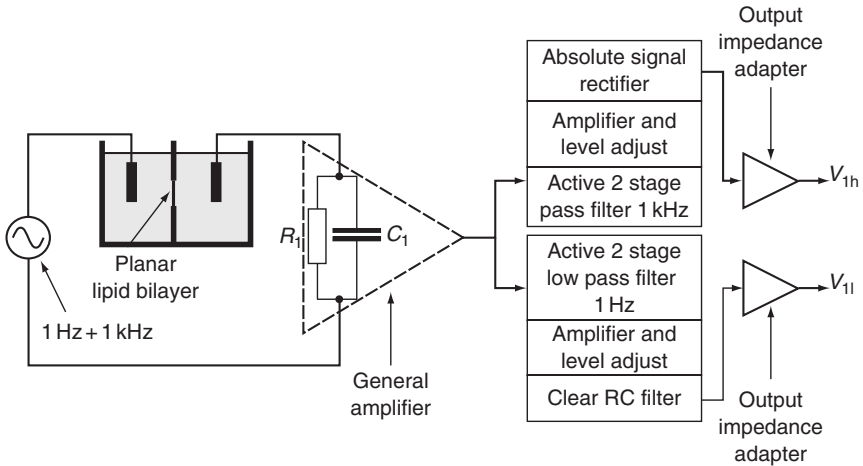 Planar
lipid bilayer
1 Hz + 1 kHz
R1
C1
General
amplifier
Absolute signal
rectifier
Amplifier and
level adjust
Active 2 stage
pass filter 1 kHz
Active 2 stage
low pass filter
1 Hz
Amplifier and
level adjust
Clear RC filter
Output
impedance
adapter
V1h
V1l
Output
impedance
adapter